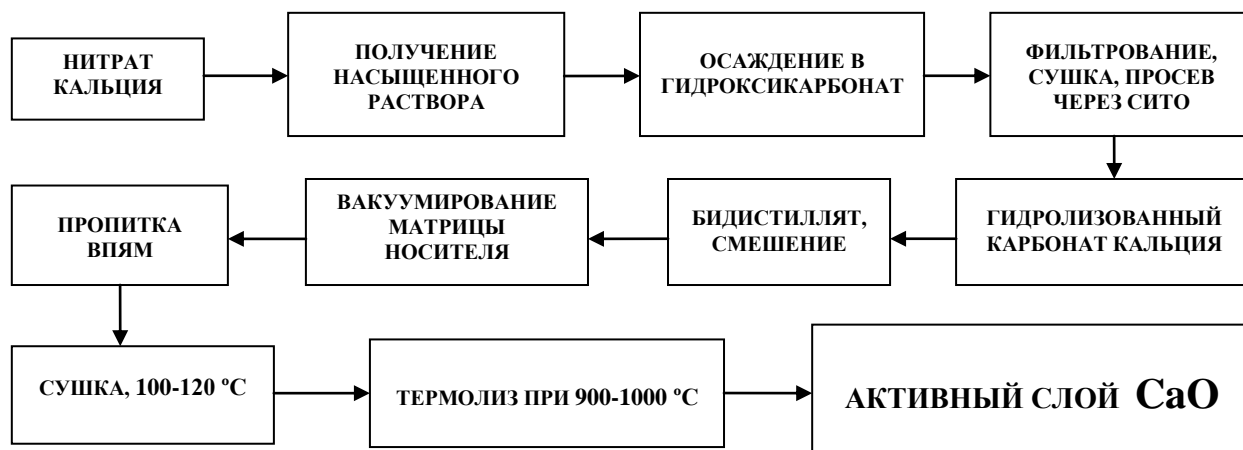 НИТРАТ
КАЛЬЦИЯ
ПОЛУЧЕНИЕ
НАСЫЩЕННОГО
РАСТВОРА
ОСАЖДЕНИЕ В
ГИДРОКСИКАРБОНАТ
ФИЛЬТРОВАНИЕ,
СУШКА, ПРОСЕВ
ЧЕРЕЗ СИТО
ГИДРОЛИЗОВАННЫЙ
КАРБОНАТ КАЛЬЦИЯ
БИДИСТИЛЛЯТ,
СМЕШЕНИЕ
ВАКУУМИРОВАНИЕ
МАТРИЦЫ
НОСИТЕЛЯ
ПРОПИТКА
ВПЯМ
СУШКА, 100-120 ºС
ТЕРМОЛИЗ ПРИ 900-1000 ºС
АКТИВНЫЙ СЛОЙ CaO